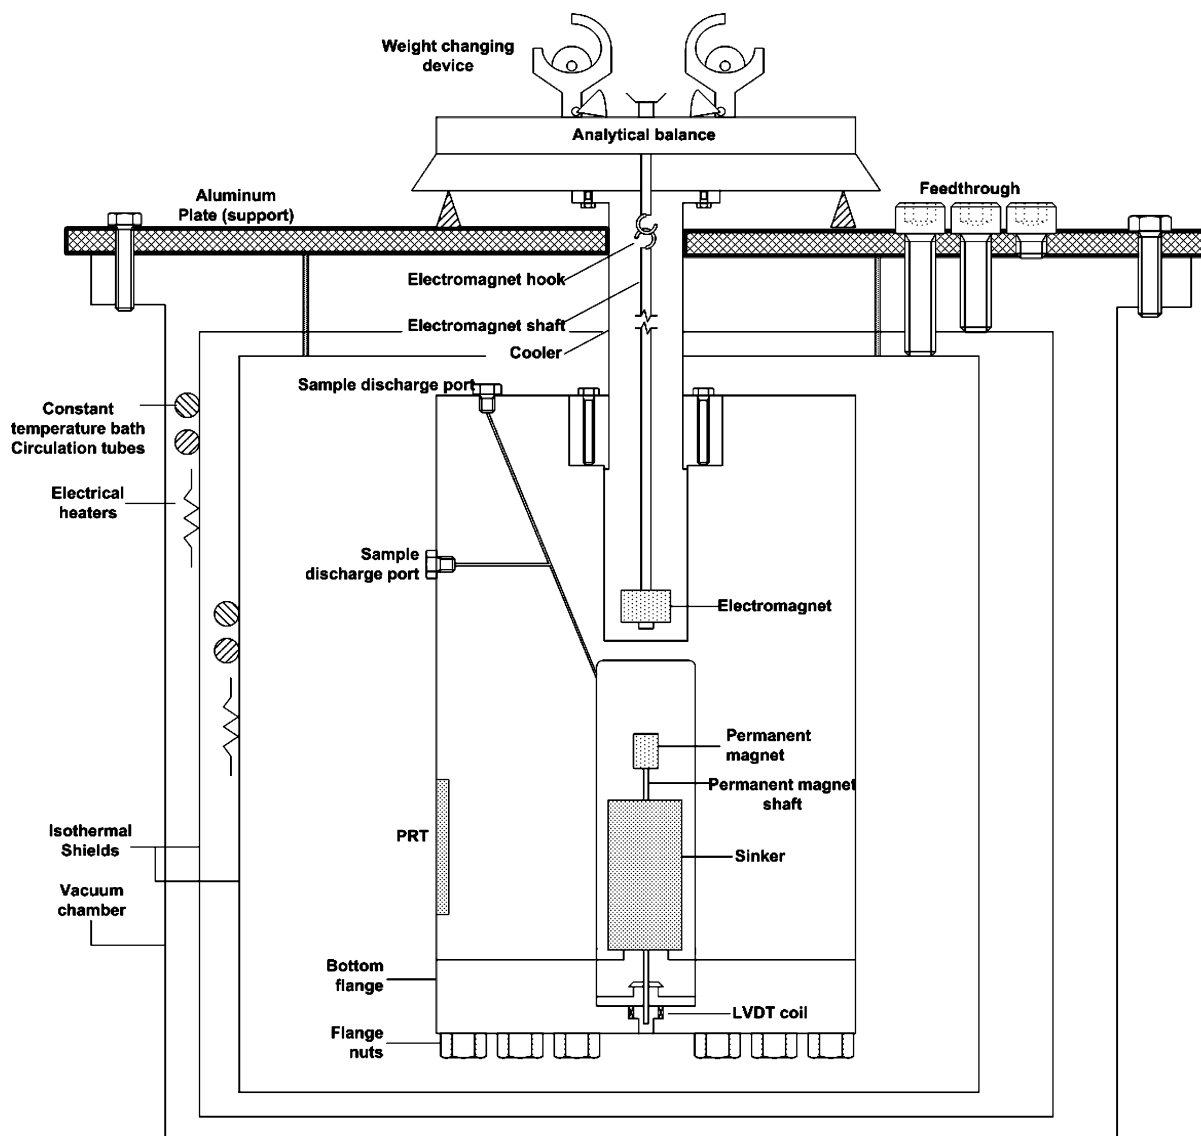 Weight changing
device
Analytical balance
Aluminum
Plate (support)
Feedthrough
Electromagnet hook
Electromagnet shaft
Cooler
Sample discharge port
Constant
temperature bath
Circulation tubes
Electrical
heaters
Sample
discharge port
Electromagnet
Permanent
magnet
Permanent magnet
shaft
PRT
Sinker
Isothermal
Shields
Vacuum
chamber
Bottom
flange
LVDT coil
Flange
nuts